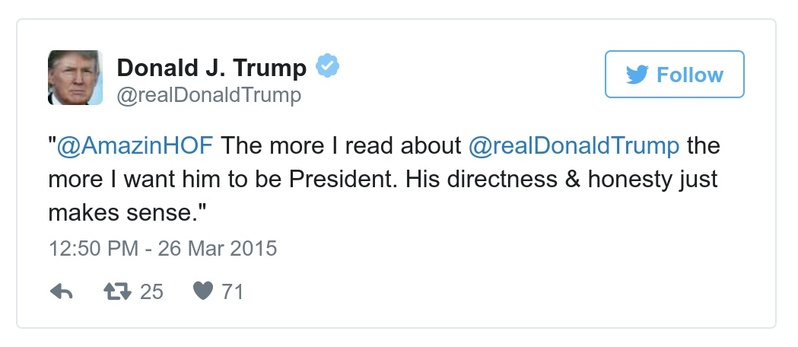 Donald J. Trump
@realDonaldTrump
Follow
"@AmazinHOF The more I read about @realDonaldTrump the
more I want him to be President. His directness & honesty just
makes sense."
12:50 PM - 26 Mar 2015
25 71